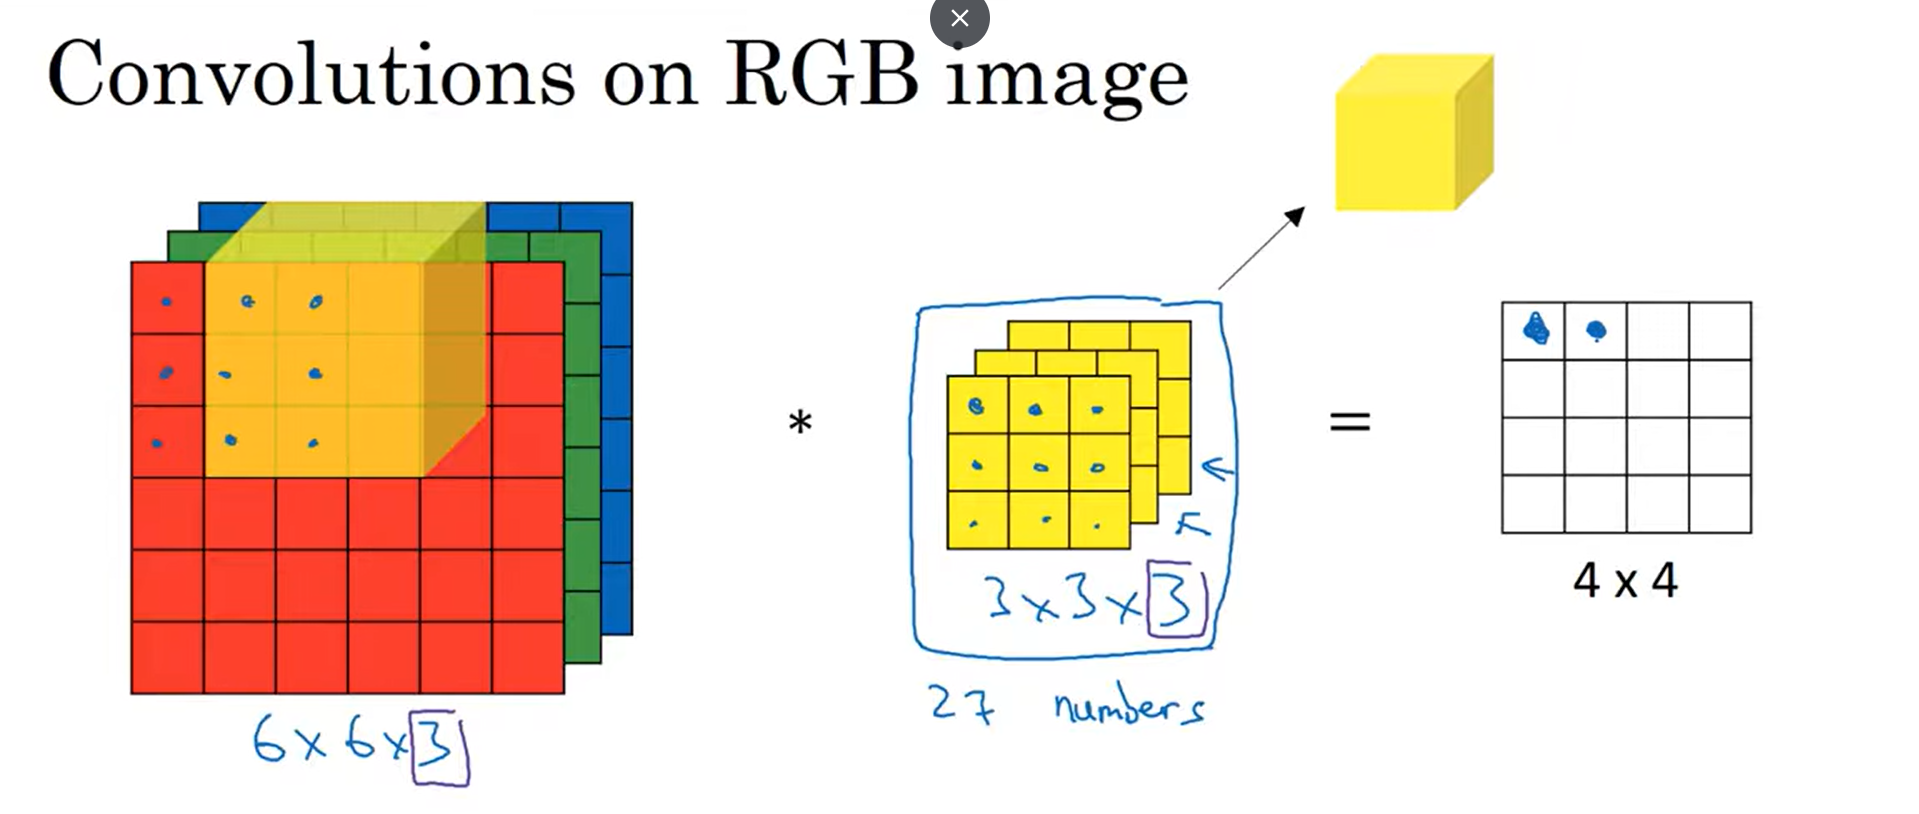 Convolutions on RGB image
*
=
3x3x3
4 x 4
27 numbers
6x6x3